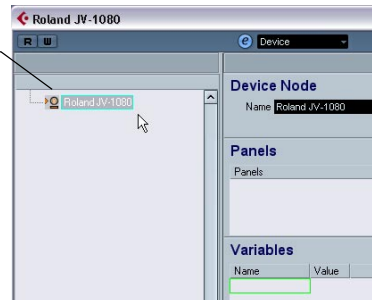 Roland JV-1080
R W
e Device
Roland JV-1080
Device Node
Name Roland JV-1080
Panels
Panels
Variables
Name Value